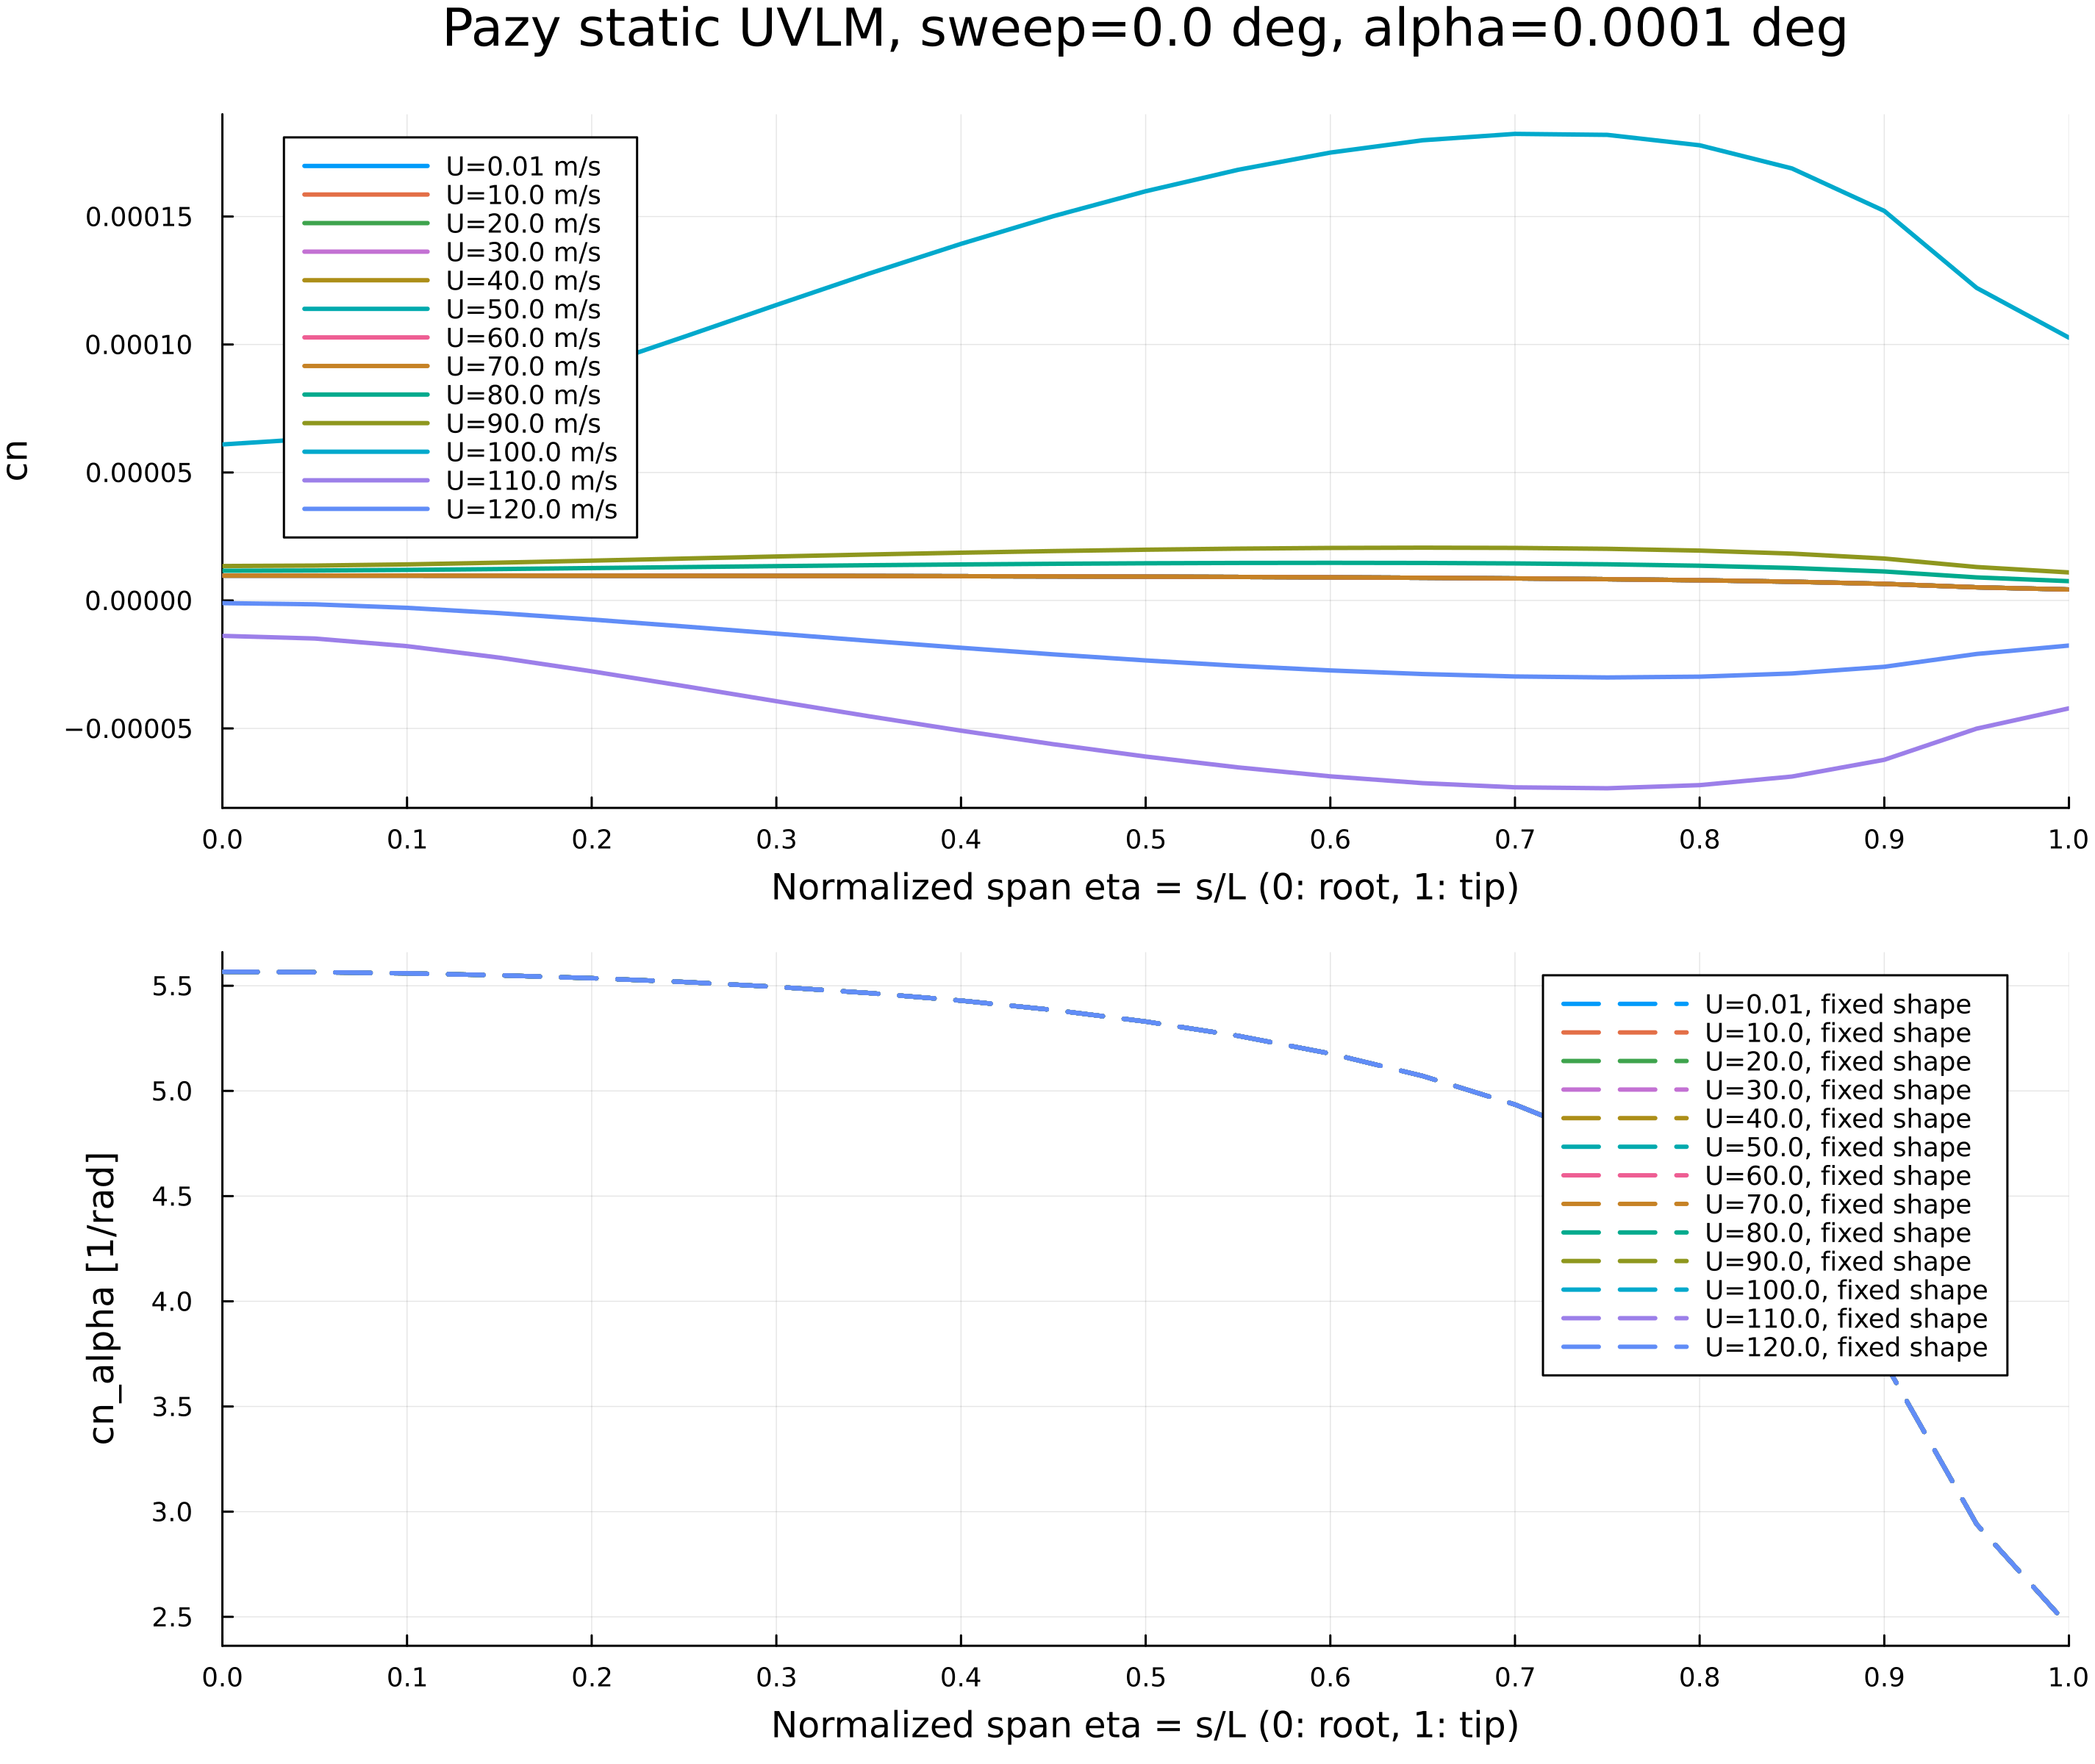 Pazy static UVLM, sweep=0.0 deg, alpha=0.0001 deg
cn
0.00015
0.00010
0.00005
0.00000
−0.00005
U=0.01 m/s
U=10.0 m/s
U=20.0 m/s
U=30.0 m/s
U=40.0 m/s
U=50.0 m/s
U=60.0 m/s
U=70.0 m/s
U=80.0 m/s
U=90.0 m/s
U=100.0 m/s
U=110.0 m/s
U=120.0 m/s
0.0 0.1 0.2 0.3 0.4 0.5 0.6 0.7 0.8 0.9 1.0
Normalized span eta = s/L (0: root, 1: tip)
cn_alpha [1/rad]
5.5
5.0
4.5
4.0
3.5
3.0
2.5
U=0.01, fixed shape
U=10.0, fixed shape
U=20.0, fixed shape
U=30.0, fixed shape
U=40.0, fixed shape
U=50.0, fixed shape
U=60.0, fixed shape
U=70.0, fixed shape
U=80.0, fixed shape
U=90.0, fixed shape
U=100.0, fixed shape
U=110.0, fixed shape
U=120.0, fixed shape
0.0 0.1 0.2 0.3 0.4 0.5 0.6 0.7 0.8 0.9 1.0
Normalized span eta = s/L (0: root, 1: tip)